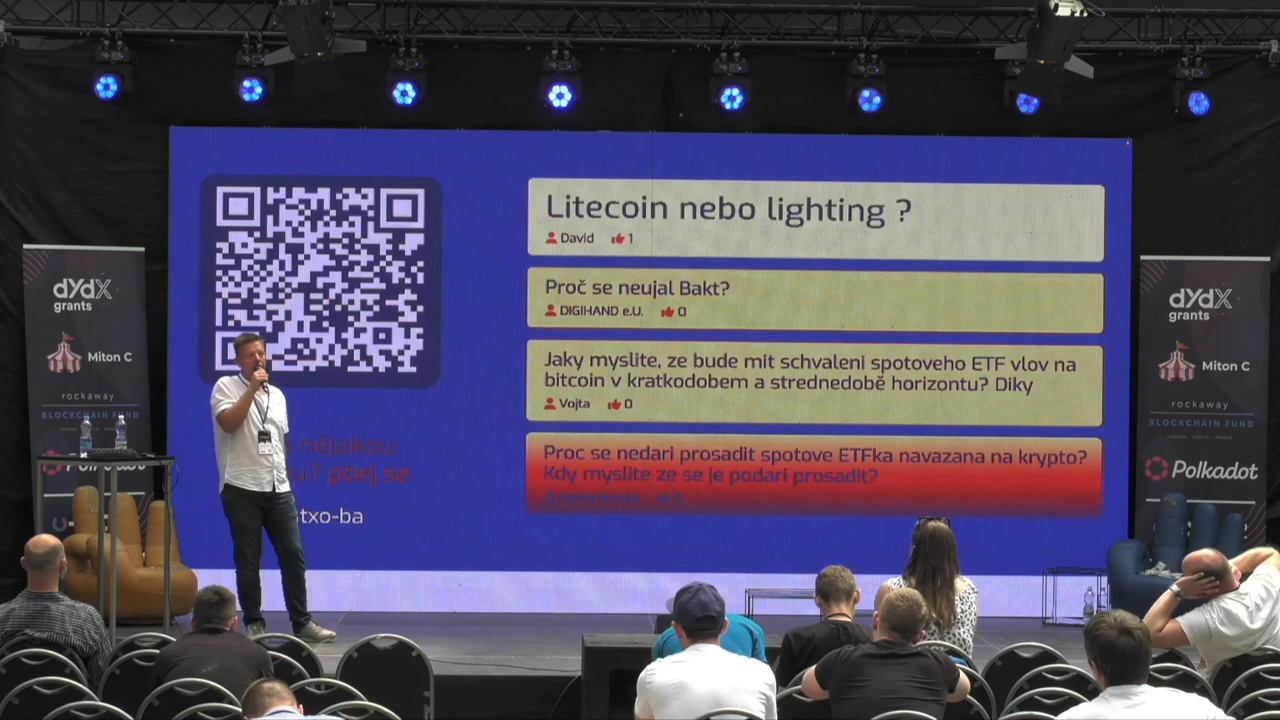 Litecoin nebo lighting ?
David 1
Proč se neujal Bakt?
DIGIHAND e.U. 0
Jaky myslite, ze bude mit schvaleni spotoveho ETF vlov na
bitcoin v kratkodobem a strednedobě horizontu? Diky
Vojta 0
Proc se nedari prosadit spotove ETFka navazana na krypto?
Kdy myslite ze se je podari prosadit?
nějakou
ptej se
txo-ba
dYdX
grants
Miton C
rockaway
BLOCKCHAIN FUND
dYdX
grants
Miton C
rockaway
BLOCKCHAIN FUND
LONDON ZURICH PRAGUE
Polkadot